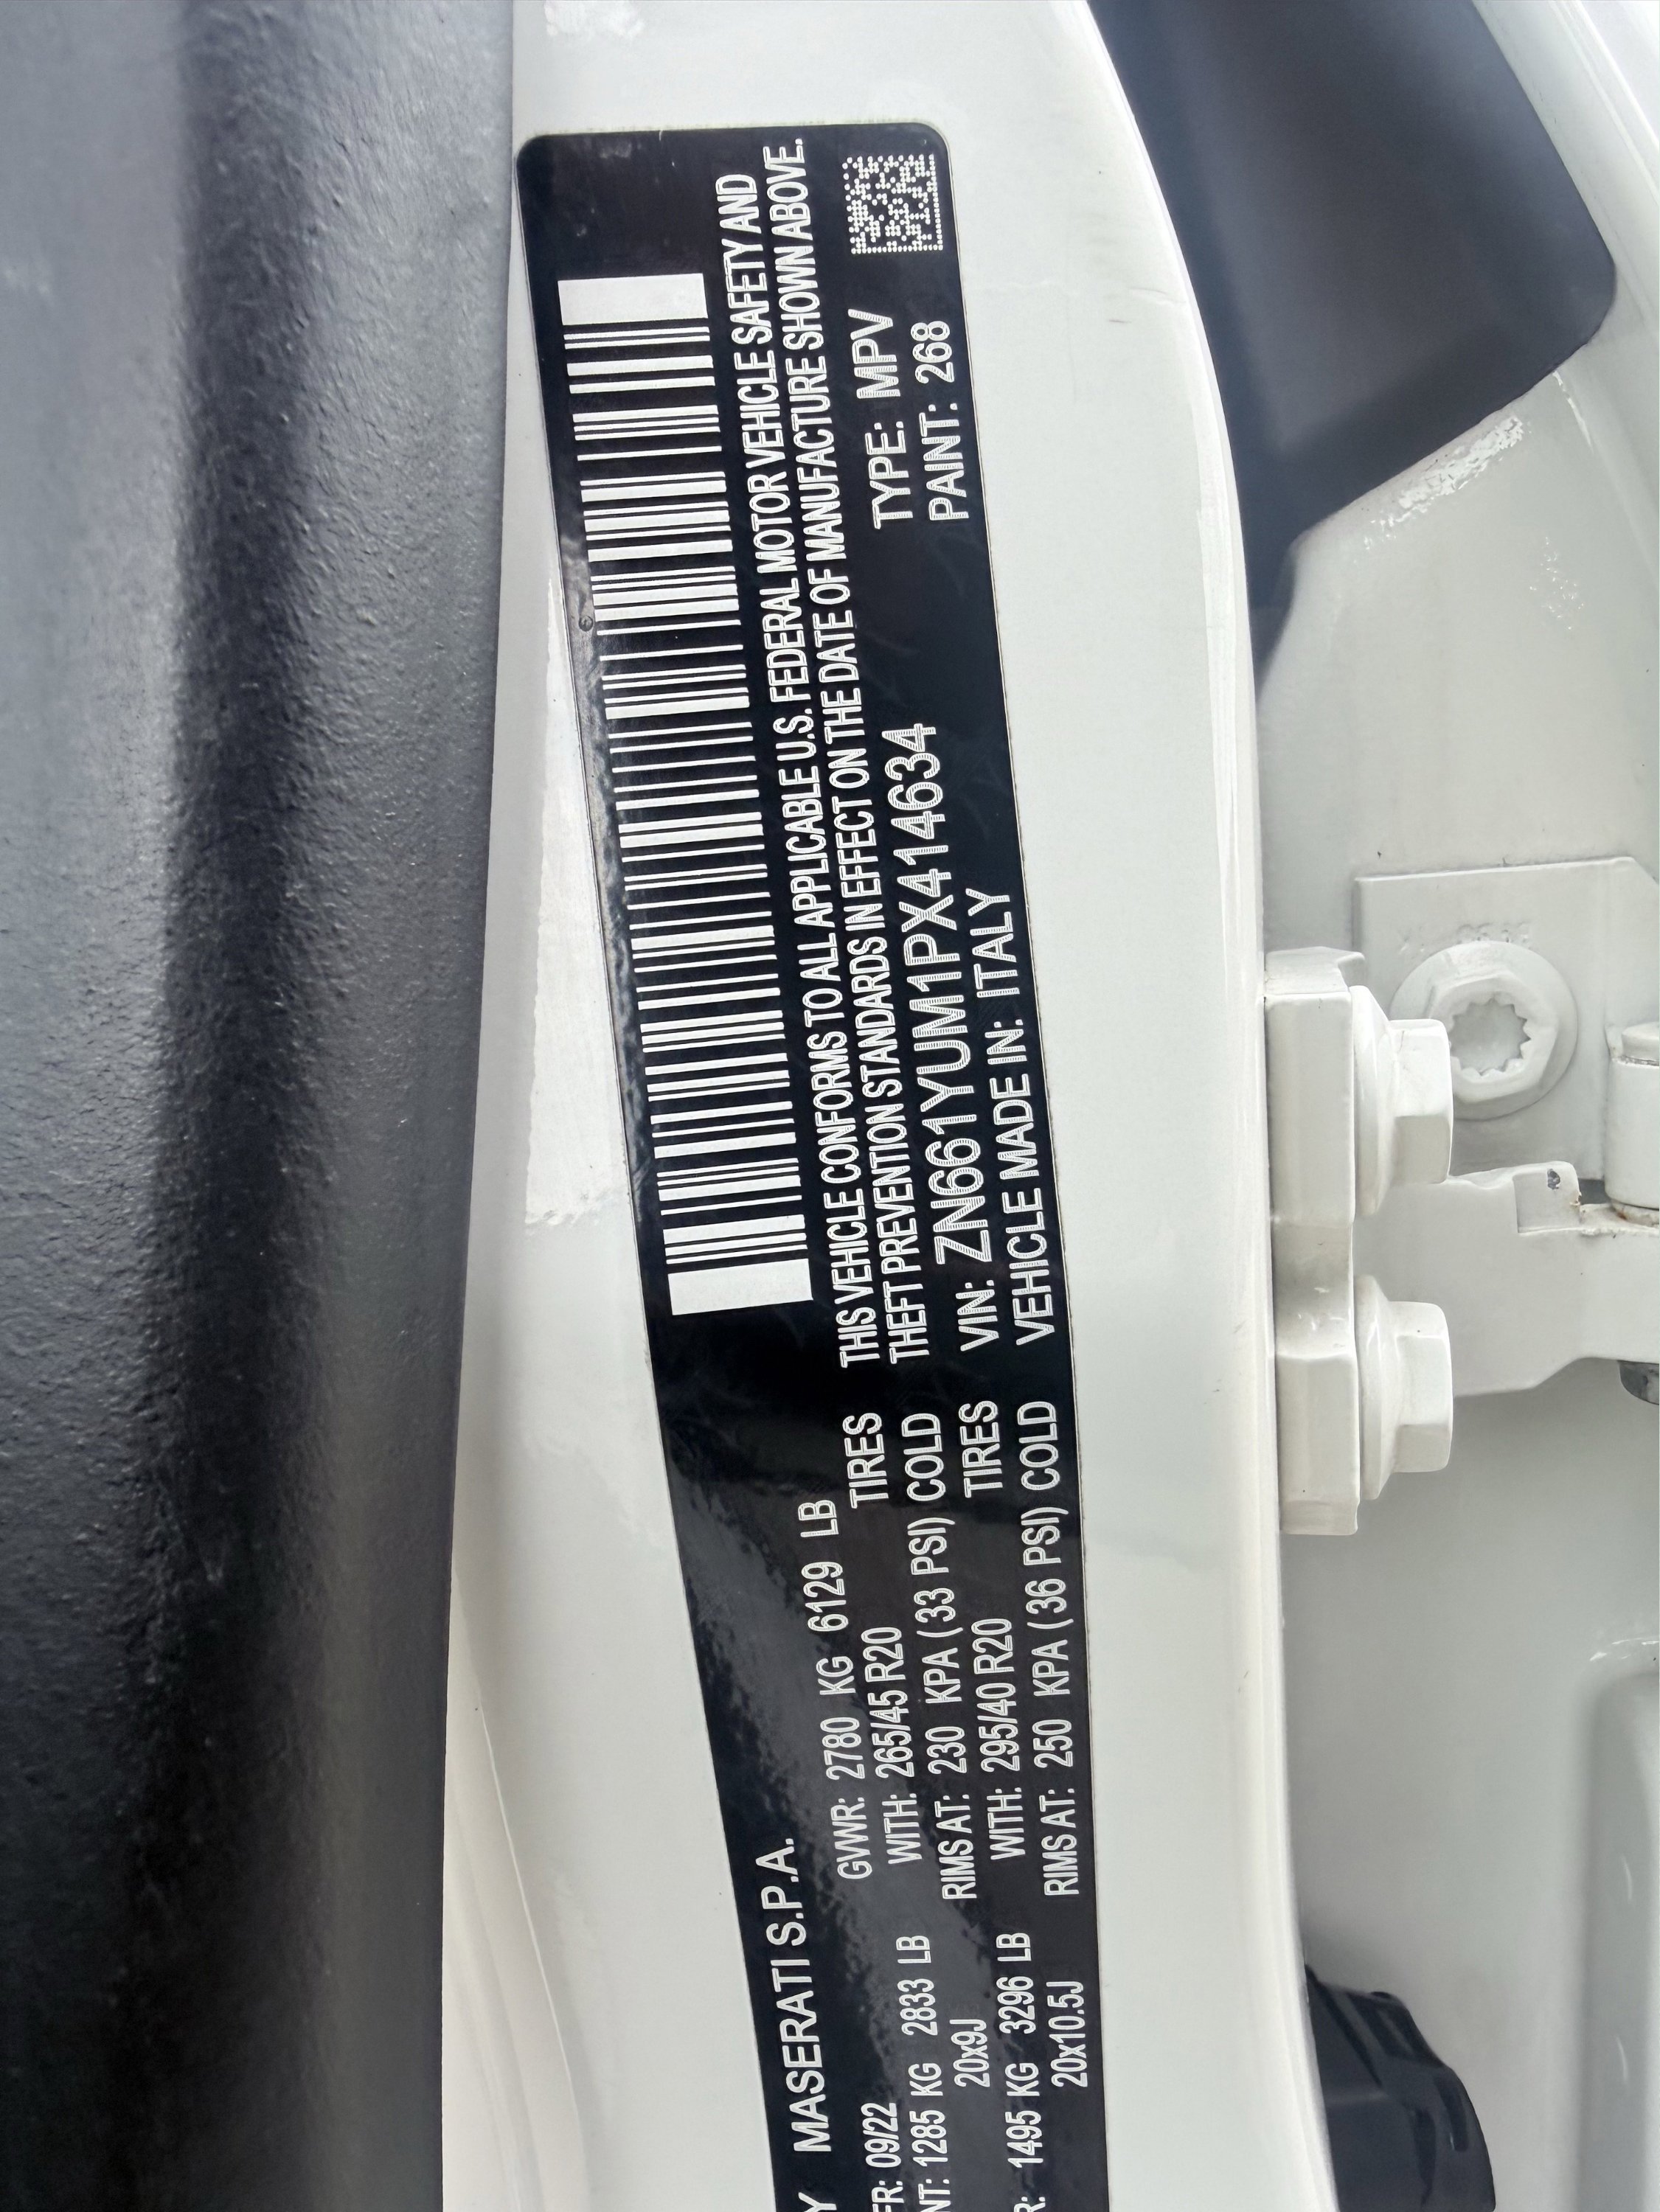 Y MASERATI S.P.A.
FR: 09/22 GVWR: 2780 KG 6129 LB
NT: 1285 KG 2833 LB WITH: 265/45 R20 TIRES
20x9J RIMS AT: 230 KPA ( 33 PSI) COLD
R: 1495 KG 3296 LB WITH: 295/40 R20 TIRES
20x10.5J RIMS AT: 250 KPA ( 36 PSI) COLD
THIS VEHICLE CONFORMS TO ALL APPLICABLE U.S. FEDERAL MOTOR VEHICLE SAFETY AND
THEFT PREVENTION STANDARDS IN EFFECT ON THE DATE OF MANUFACTURE SHOWN ABOVE.
VIN: ZN661YUM1PX414634 TYPE: MPV
VEHICLE MADE IN: ITALY PAINT: 268